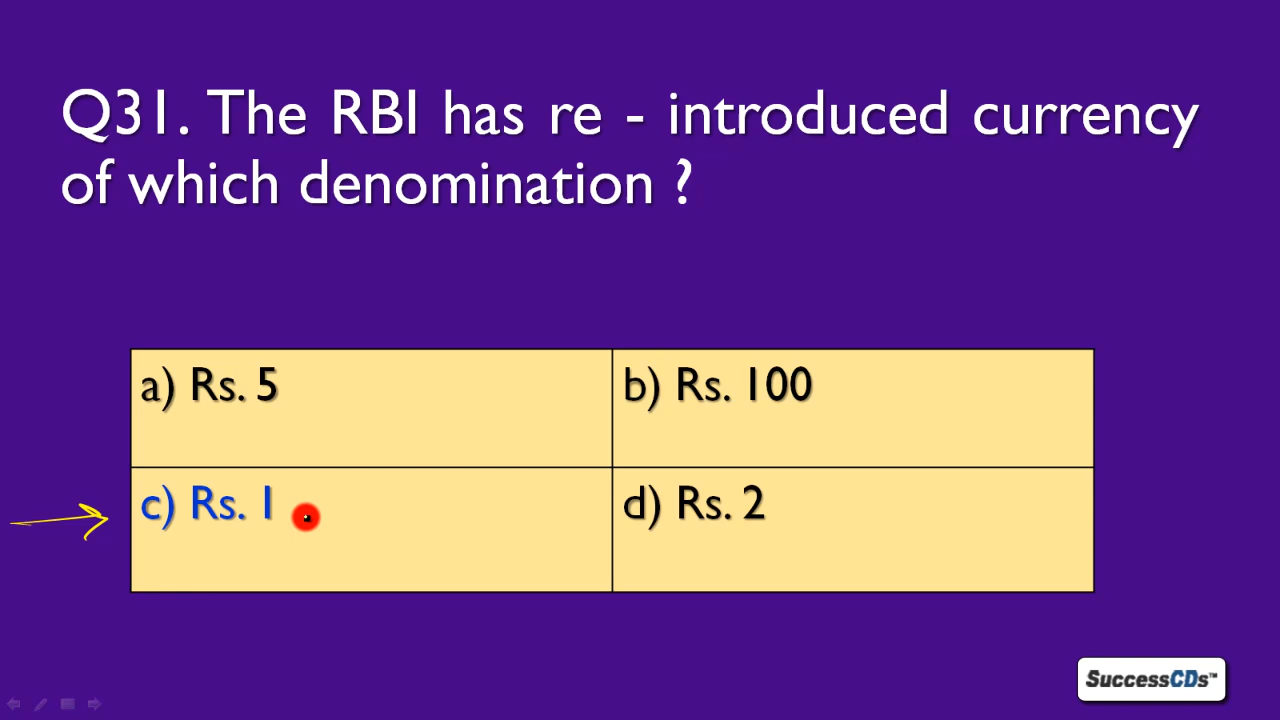 Q31. The RBI has re - introduced currency
of which denomination ?
a) Rs. 5
b) Rs. 100
c) Rs. 1
d) Rs. 2
SuccessCDs™